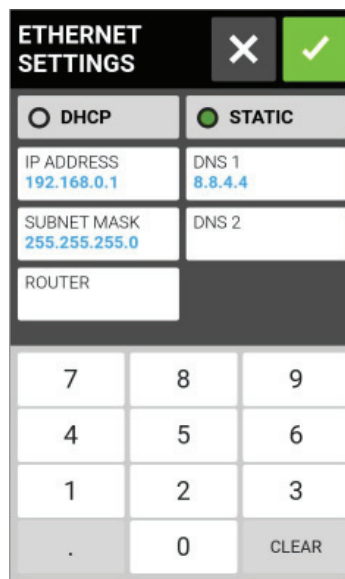 ETHERNET
SETTINGS
DHCP
STATIC
IP ADDRESS
192.168.0.1
DNS 1
8.8.4.4
SUBNET MASK
255.255.255.0
DNS 2
ROUTER
7 8 9
4 5 6
1 2 3
. 0 CLEAR